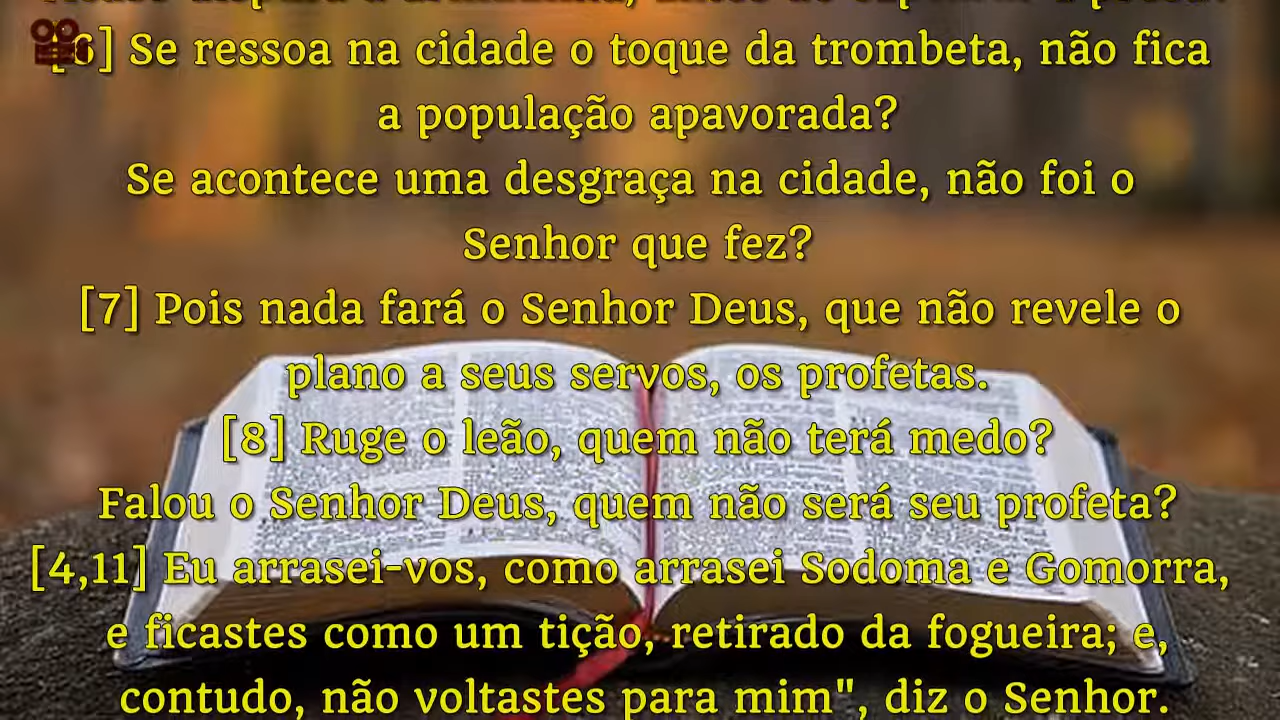 [6] Se ressoa na cidade o toque da trombeta, não fica
a população apavorada?
Se acontece uma desgraça na cidade, não foi o
Senhor que fez?
[7] Pois nada fará o Senhor Deus, que não revele o
plano a seus servos, os profetas.
[8] Ruge o leão, quem não terá medo?
Falou o Senhor Deus, quem não será seu profeta?
[4,11] Eu arrasei-vos, como arrasei Sodoma e Gomorra,
e ficastes como um tição, retirado da fogueira; e,
contudo, não voltastes para mim", diz o Senhor.